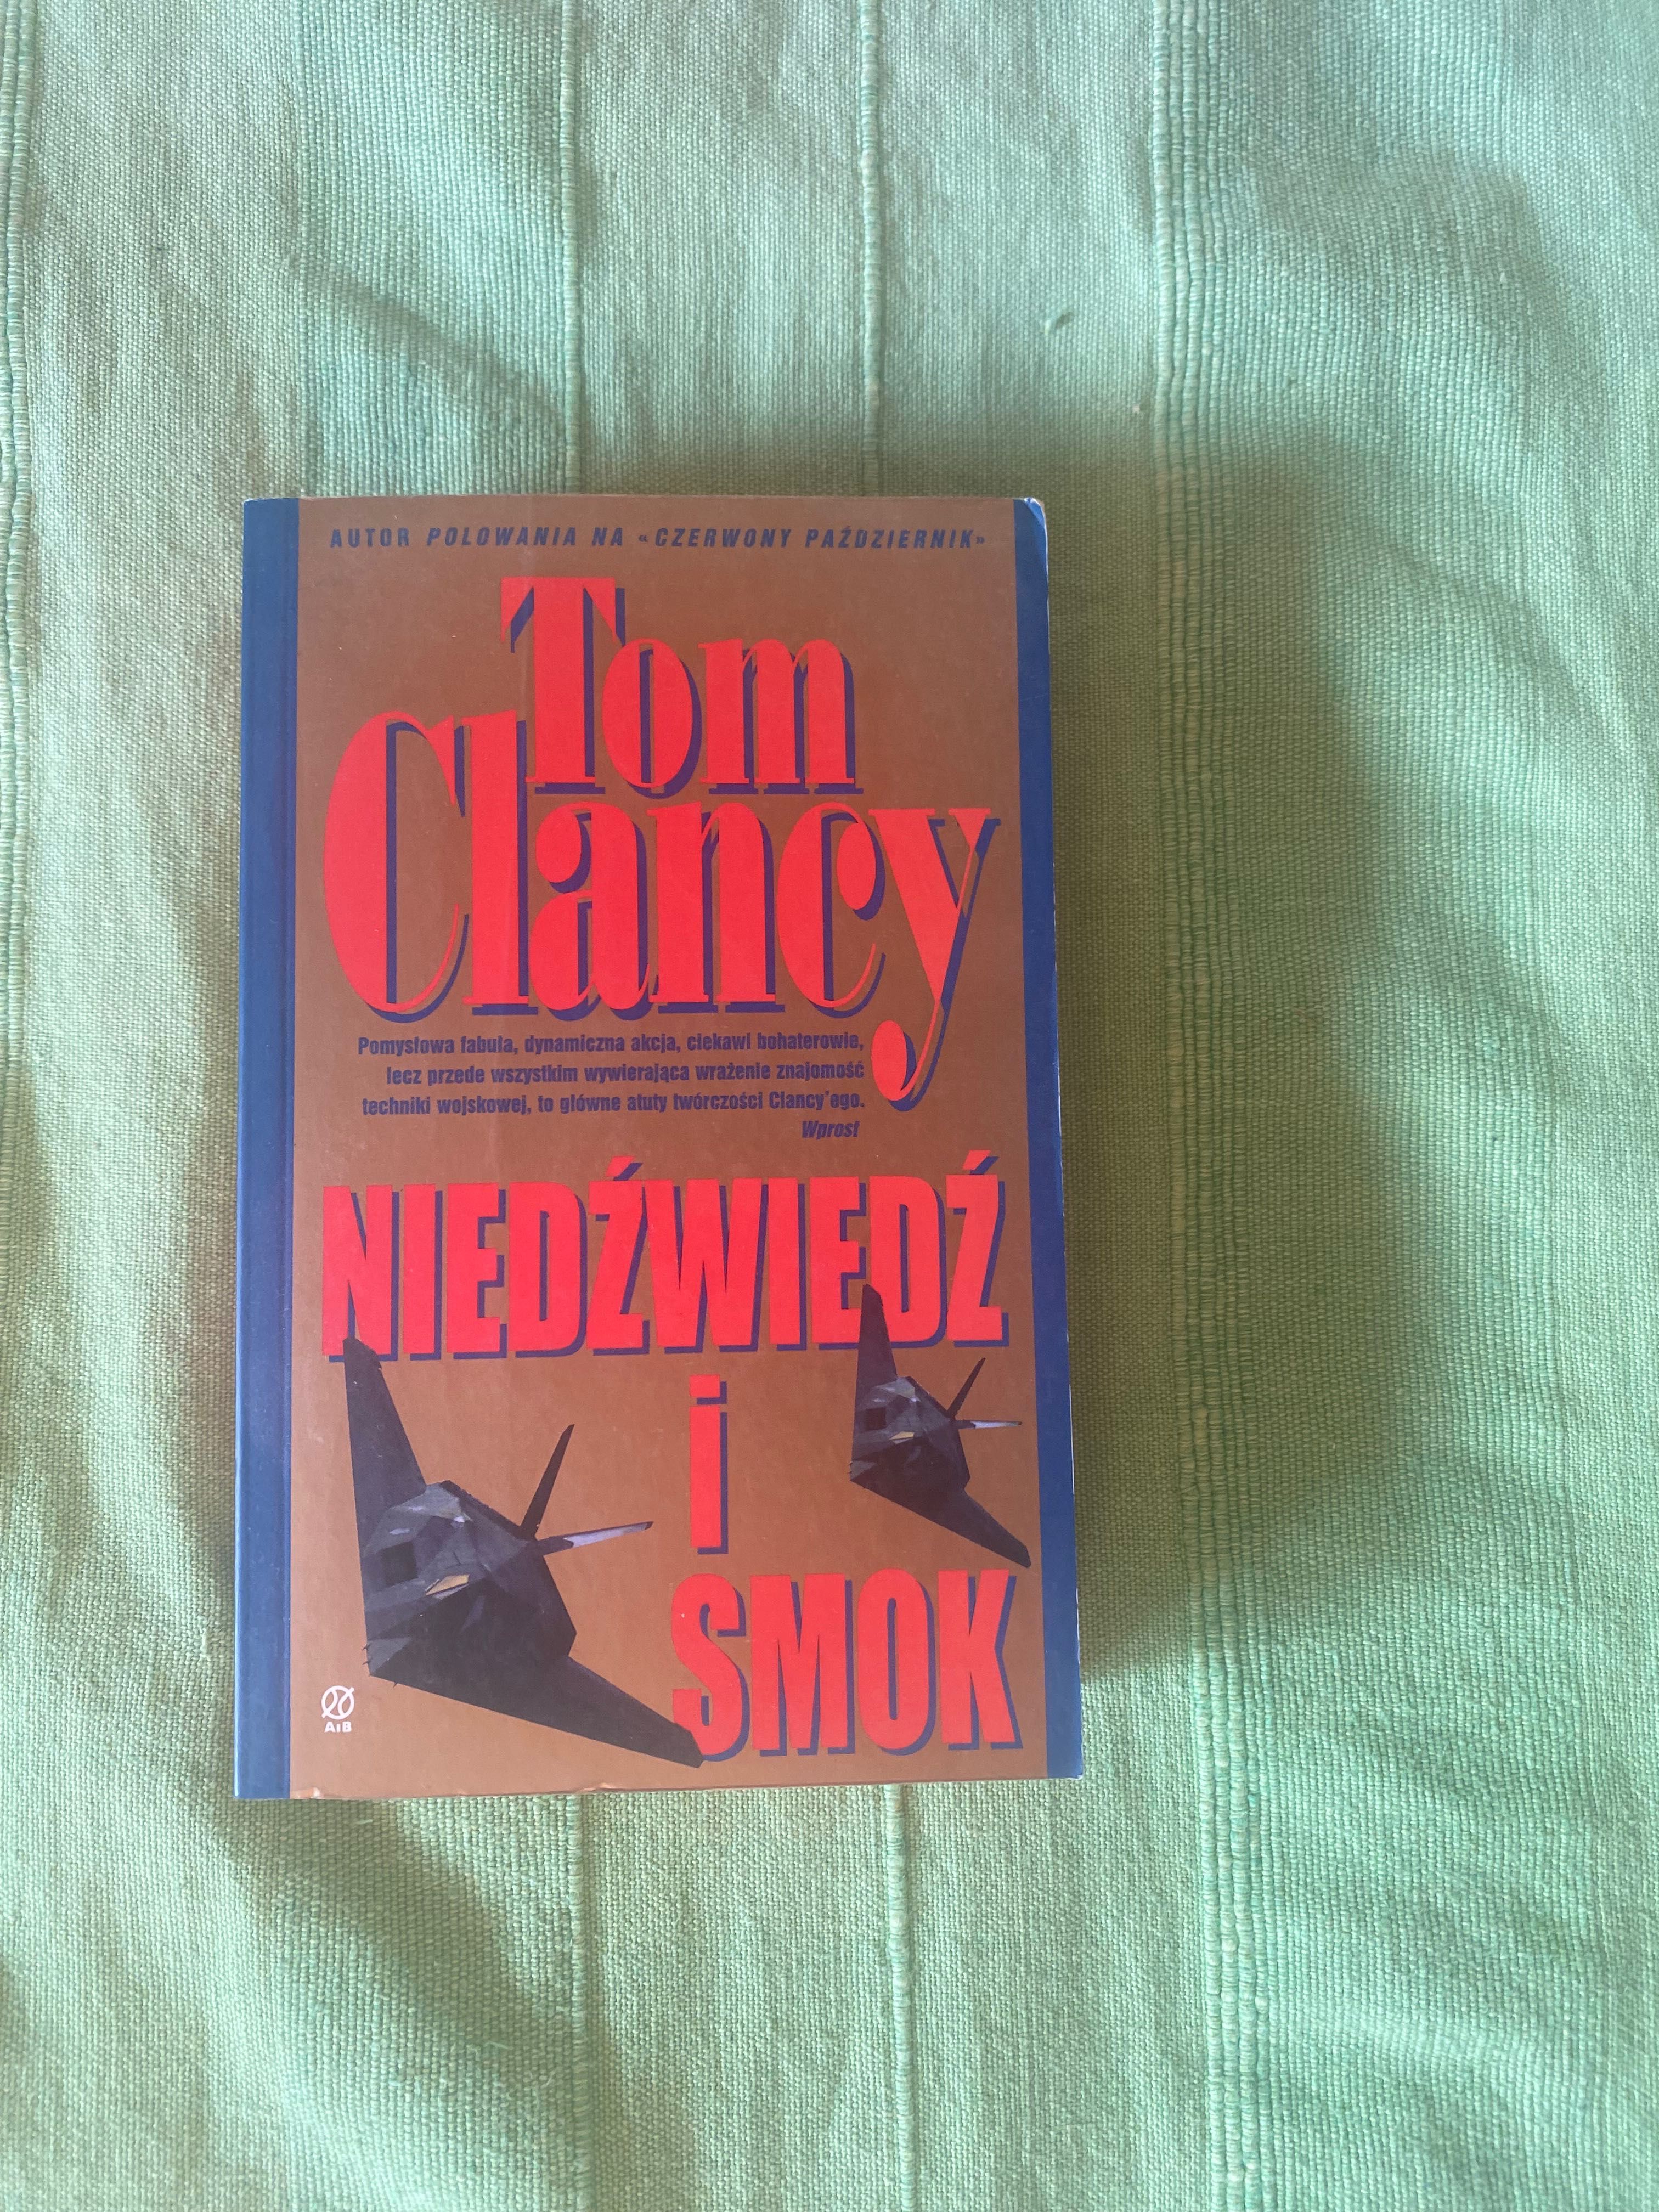 AUTOR POLOWANIA NA «CZERWONY PAŹDZIERNIK»
Tom
Clancy
Pomysłowa fabuła, dynamiczna akcja, ciekawi bohaterowie,
lecz przede wszystkim wywierająca wrażenie znajomość
techniki wojskowej, to główne atuty twórczości Clancy'ego.
Wprost
NIEDŹWIEDŹ
i
SMOK
AiB